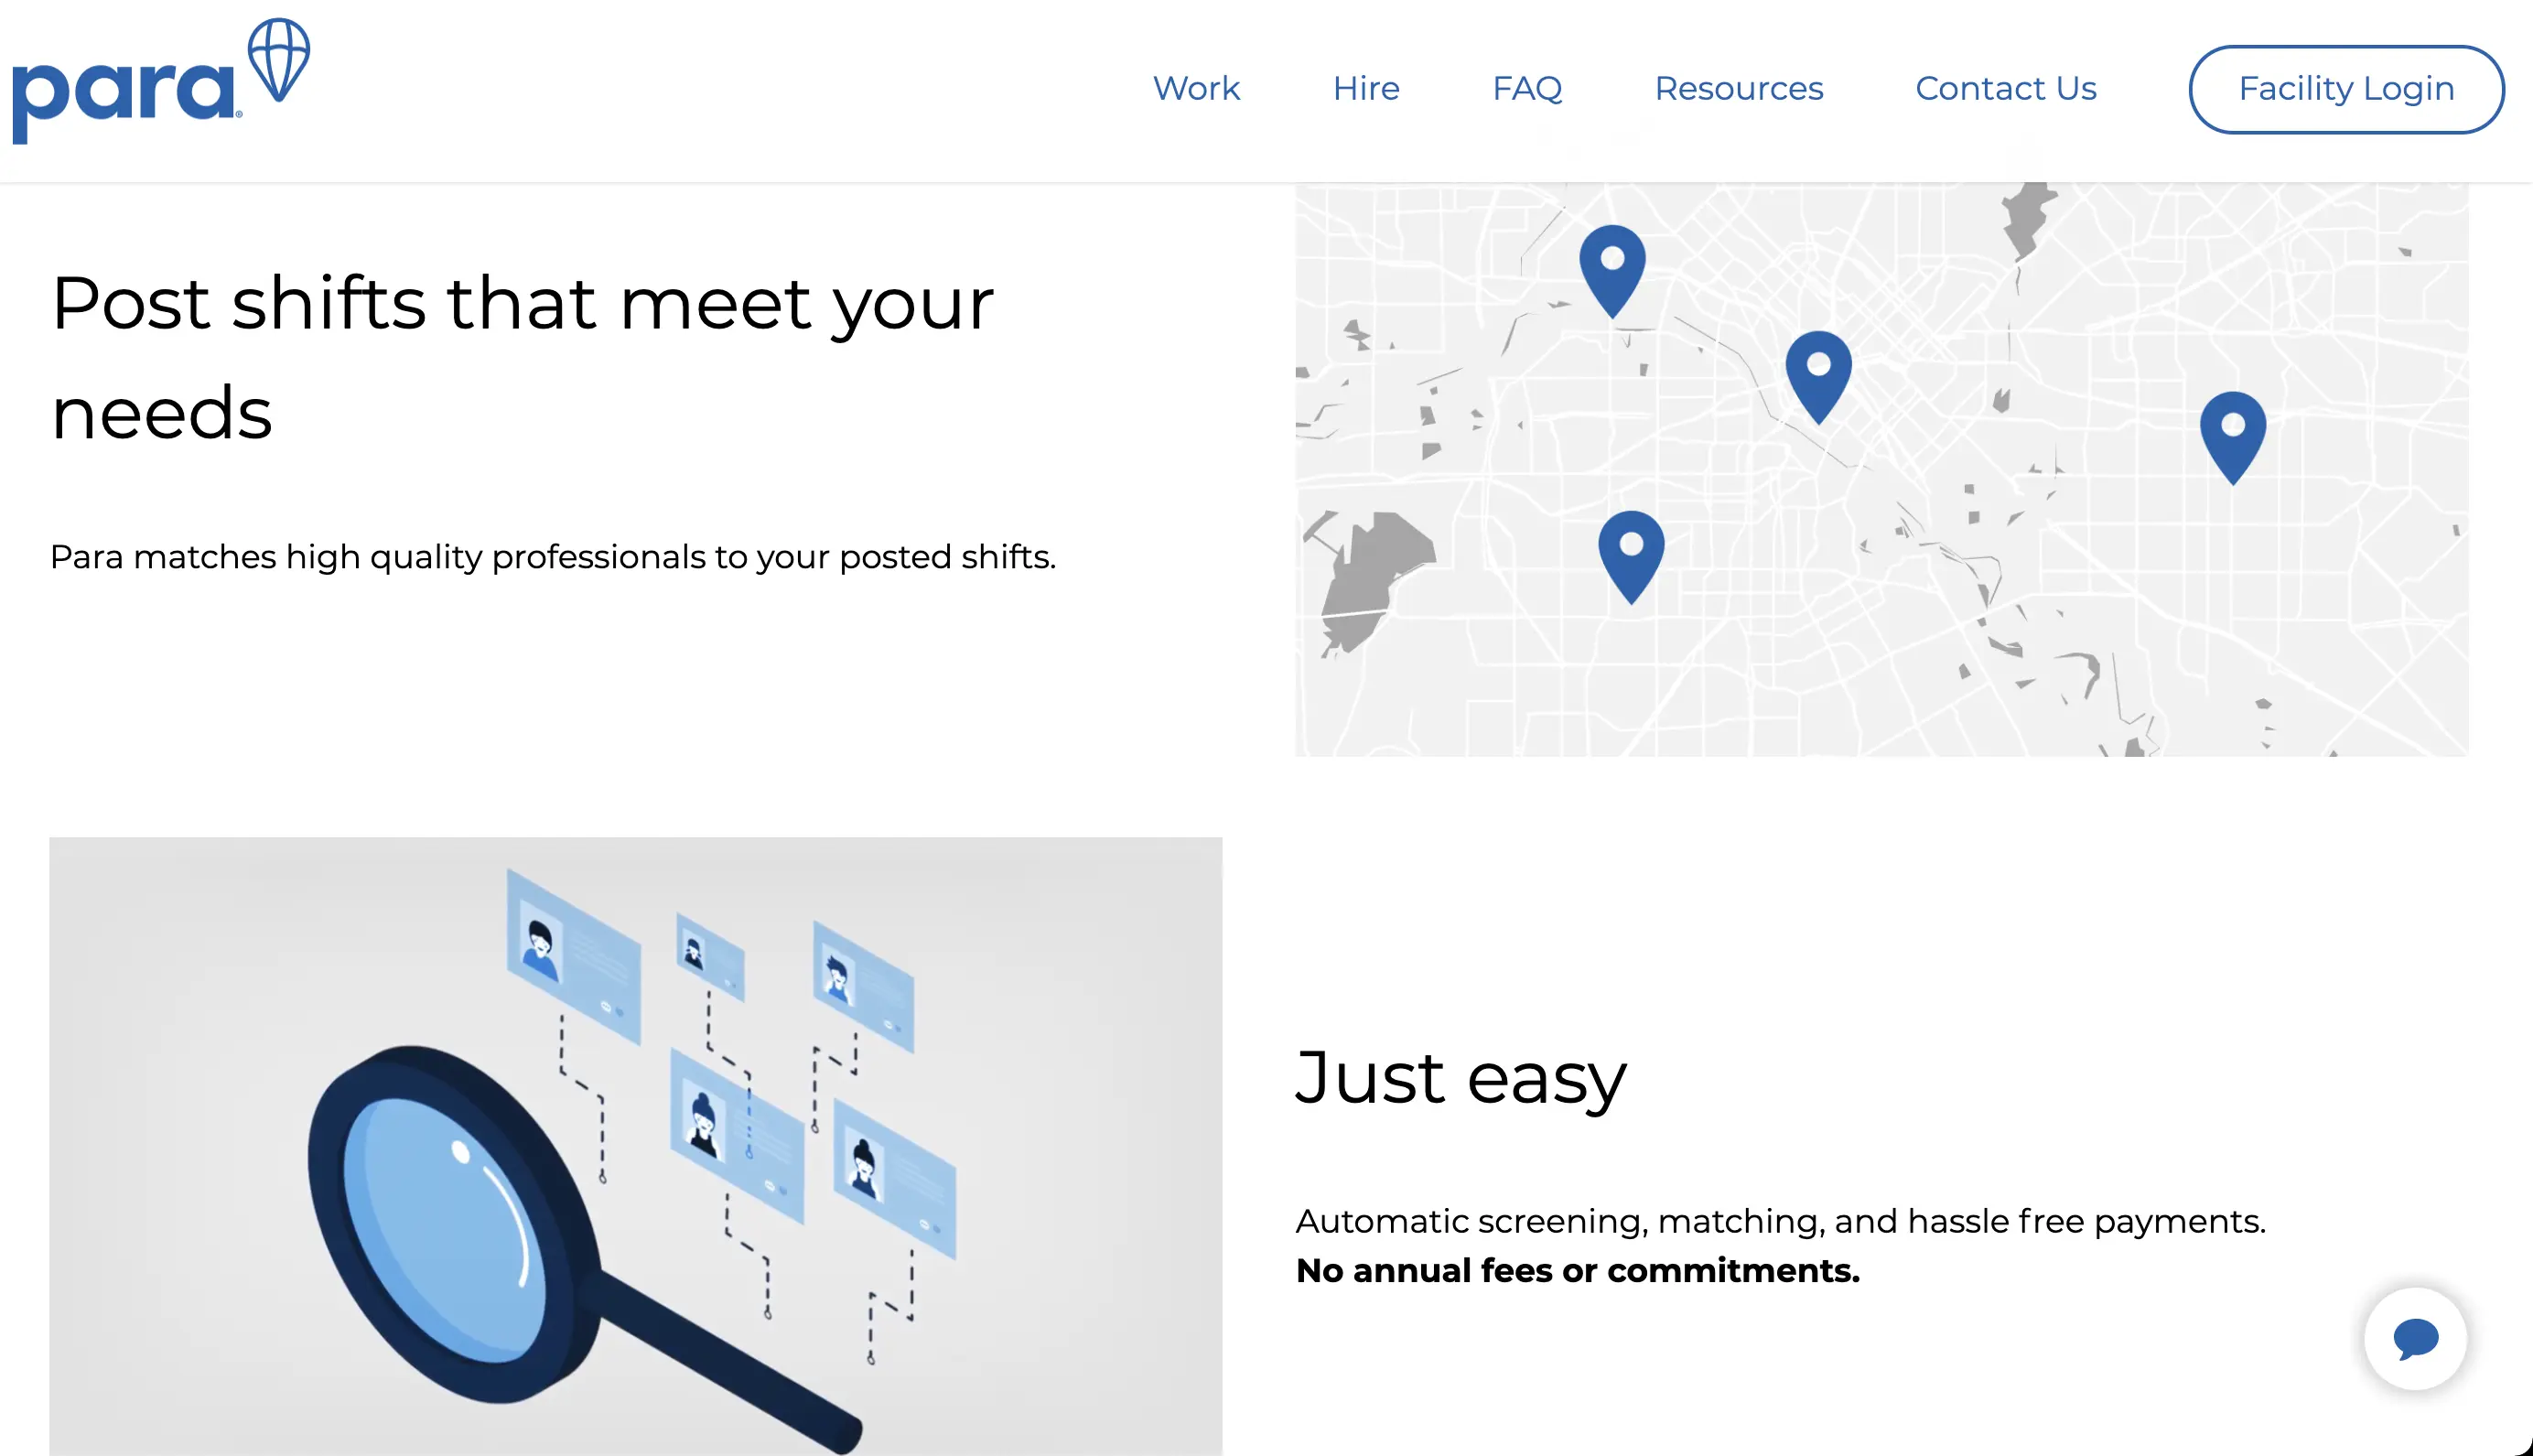 para®
Work
Hire
FAQ
Resources
Contact Us
Facility Login
Post shifts that meet your
needs
Para matches high quality professionals to your posted shifts.
Just easy
Automatic screening, matching, and hassle free payments.
No annual fees or commitments.